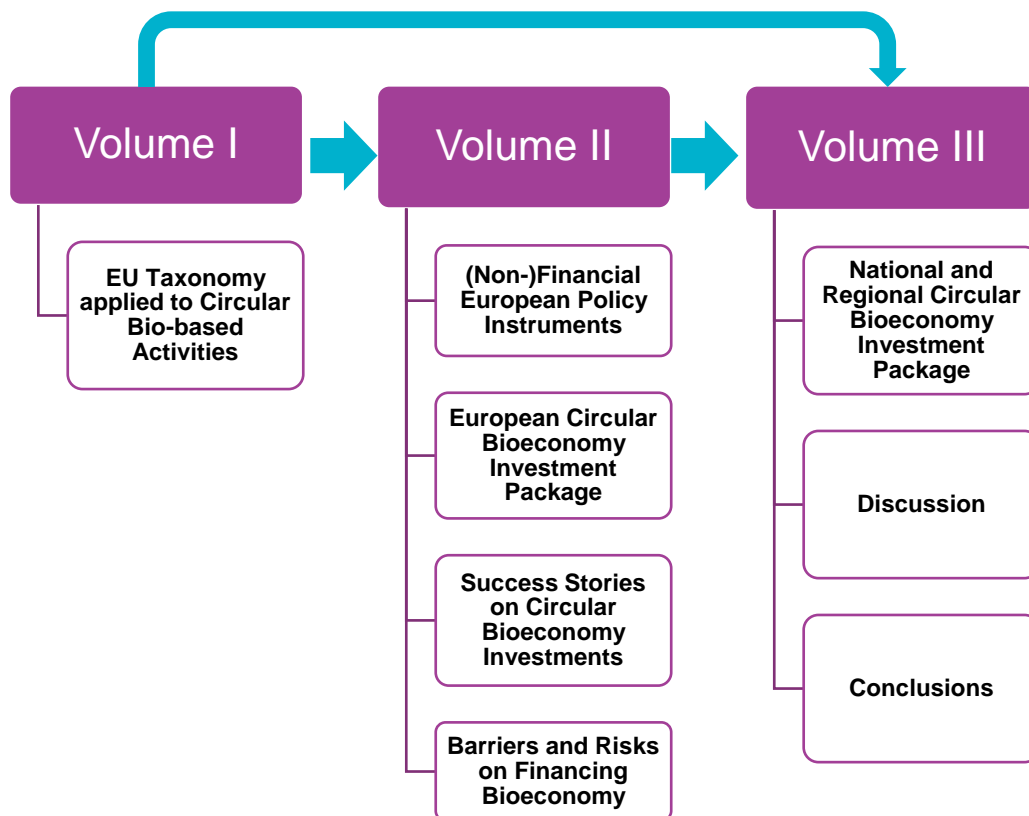 Volume I
EU Taxonomy
applied to Circular
Bio-based
Activities
Volume II
(Non-)Financial
European Policy
Instruments
European Circular
Bioeconomy
Investment
Package
Success Stories
on Circular
Bioeconomy
Investments
Barriers and Risks
on Financing
Bioeconomy
Volume III
National and
Regional Circular
Bioeconomy
Investment
Package
Discussion
Conclusions